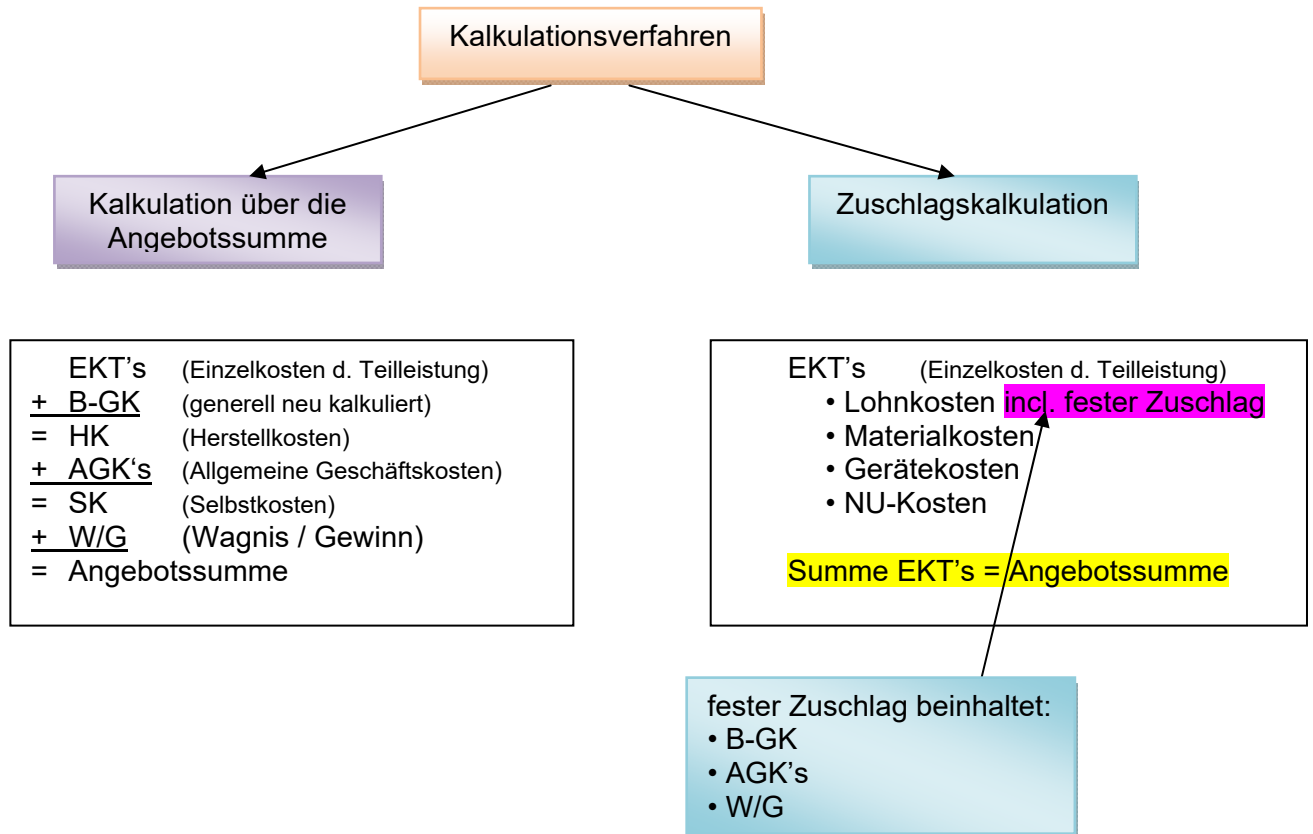 Kalkulationsverfahren
Kalkulation über die
Angebotssumme
Zuschlagskalkulation
EKT’s (Einzelkosten d. Teilleistung)
+ B-GK (generell neu kalkuliert)
= HK (Herstellkosten)
+ AGK‘s (Allgemeine Geschäftskosten)
= SK (Selbstkosten)
+ W/G (Wagnis / Gewinn)
= Angebotssumme
EKT’s (Einzelkosten d. Teilleistung)
• Lohnkosten incl. fester Zuschlag
• Materialkosten
• Gerätekosten
• NU-Kosten
Summe EKT’s = Angebotssumme
fester Zuschlag beinhaltet:
• B-GK
• AGK’s
• W/G